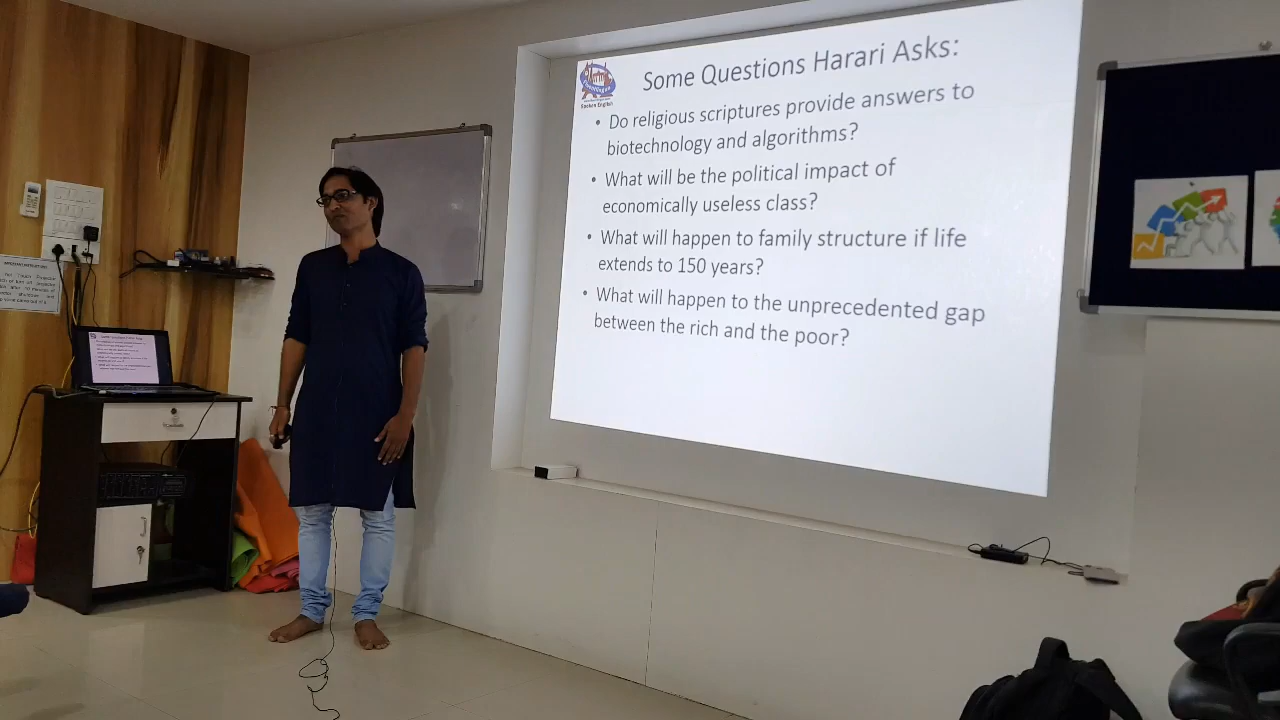 Some Questions Harari Asks:
• Do religious scriptures provide answers to
biotechnology and algorithms?
• What will be the political impact of
economically useless class?
• What will happen to family structure if life
extends to 150 years?
• What will happen to the unprecedented gap
between the rich and the poor?
Spoken English